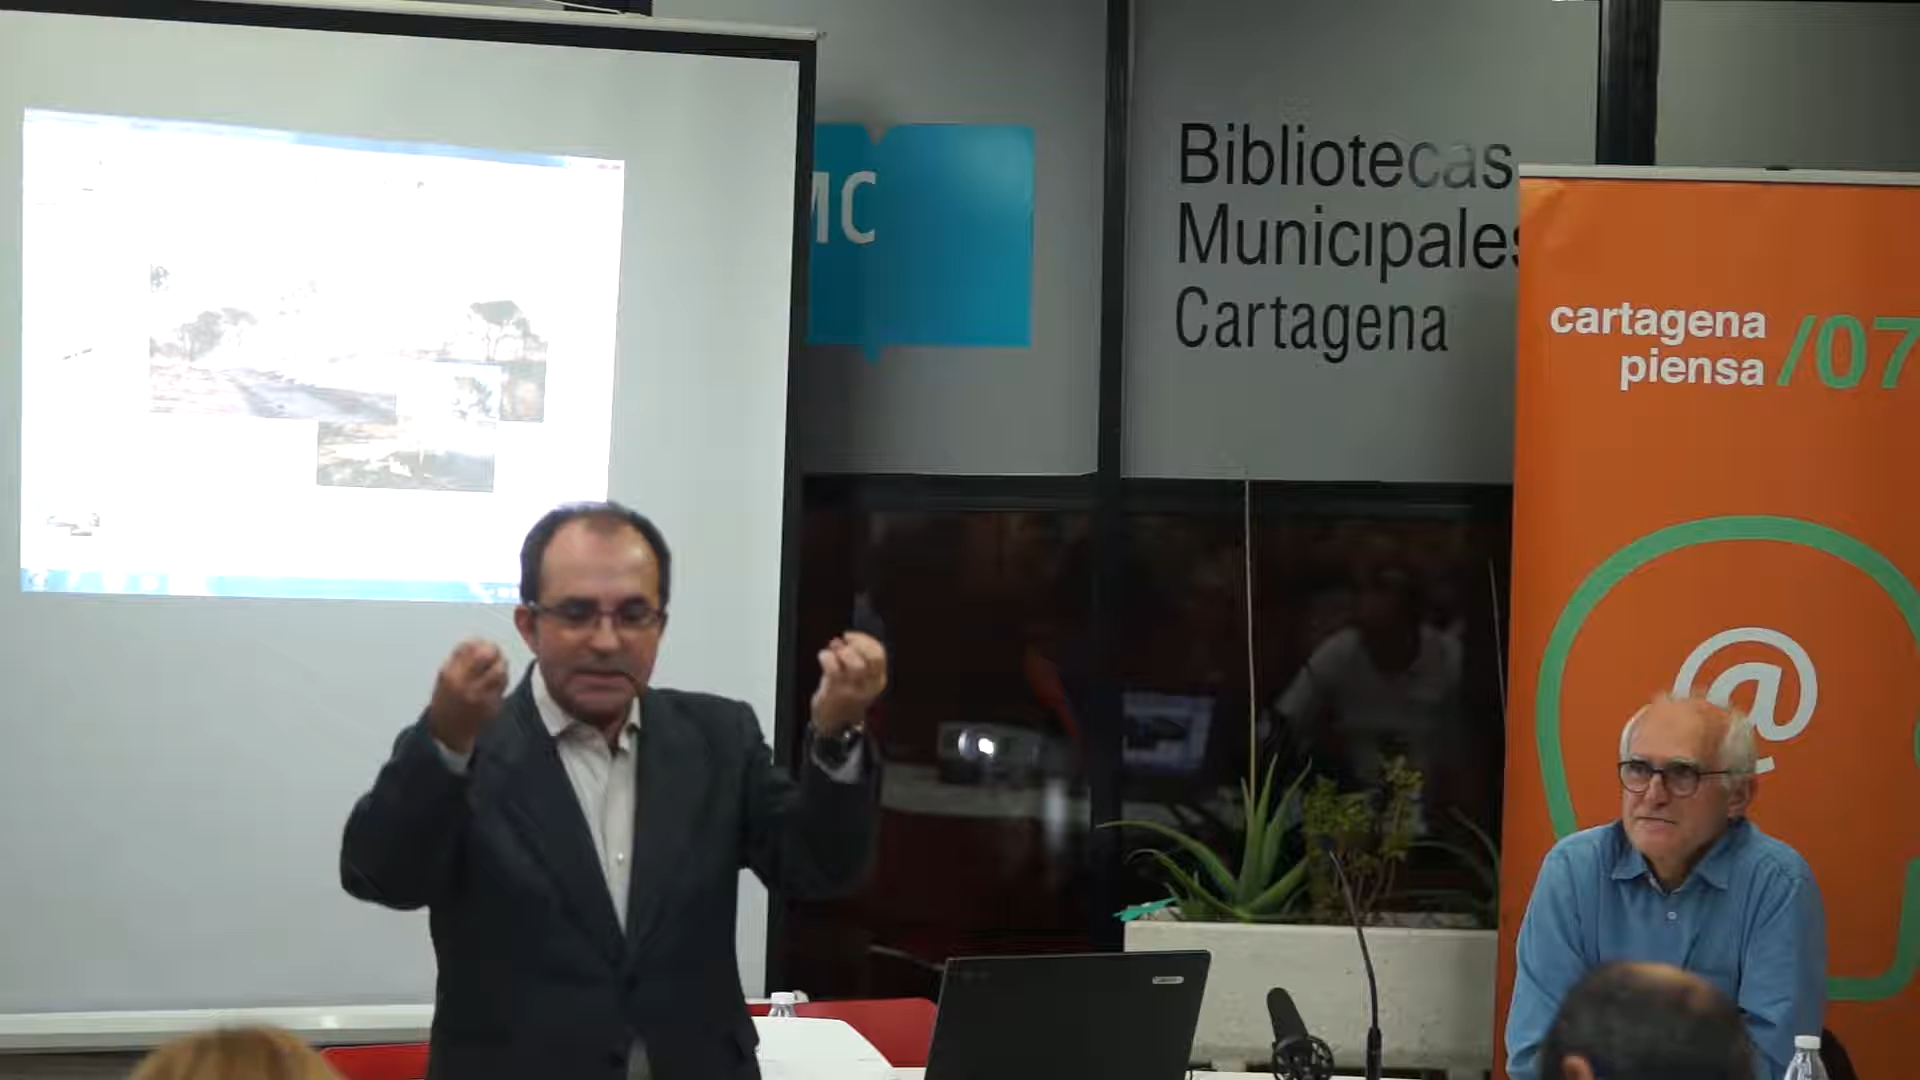 MC
Bibliotecas
Municipales
Cartagena
cartagena
piensa /07
@